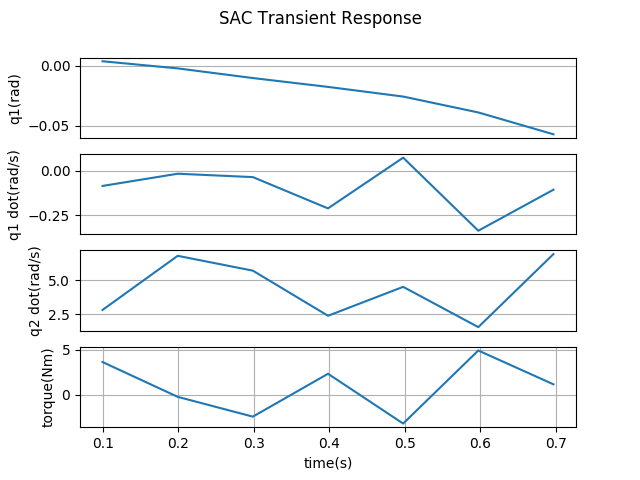 SAC Transient Response
q1(rad)
0.00
−0.05
q1 dot(rad/s)
0.00
−0.25
q2 dot(rad/s)
5.0
2.5
torque(Nm)
5
0
0.1 0.2 0.3 0.4 0.5 0.6 0.7
time(s)